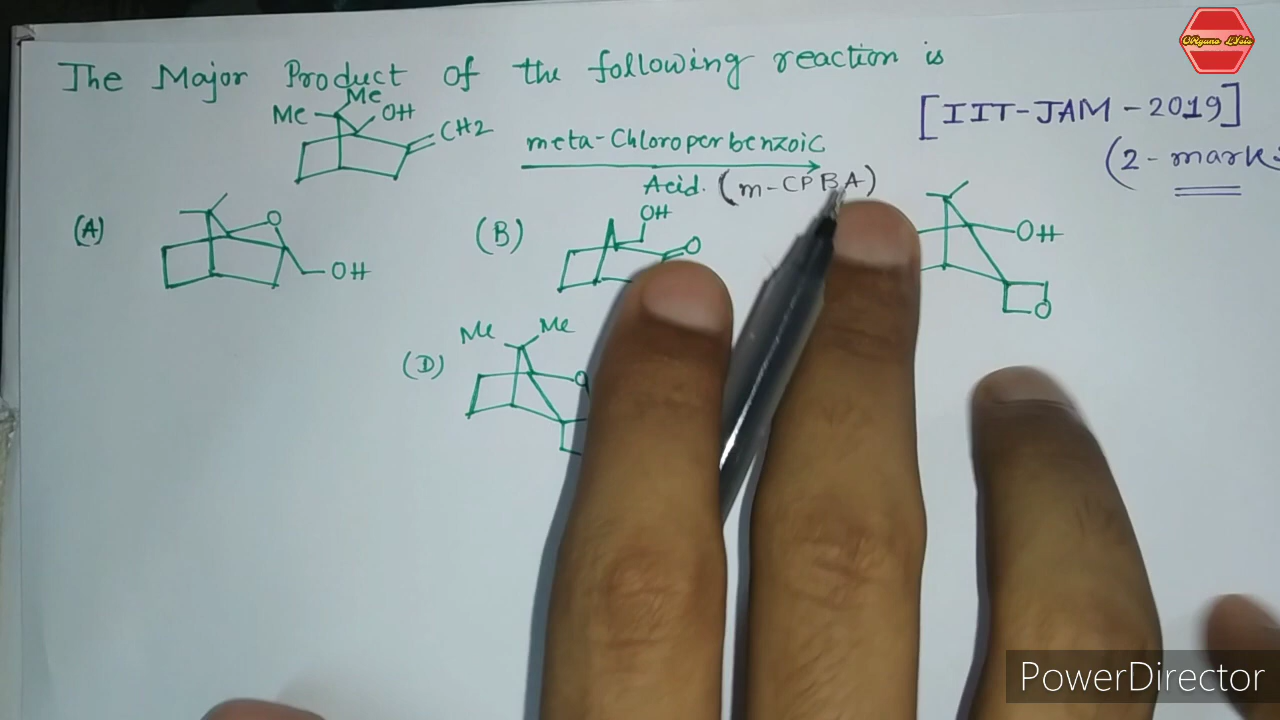 The Major Product of the following reaction is
[IIT-JAM-2019]
(2-mark
Me
Me
OH
CH2
meta-Chloroperbenzoic
Acid. (m-CPBA)
(A)
O
OH
(B)
OH
O
OH
O
(D)
Me
Me
O
PowerDirector